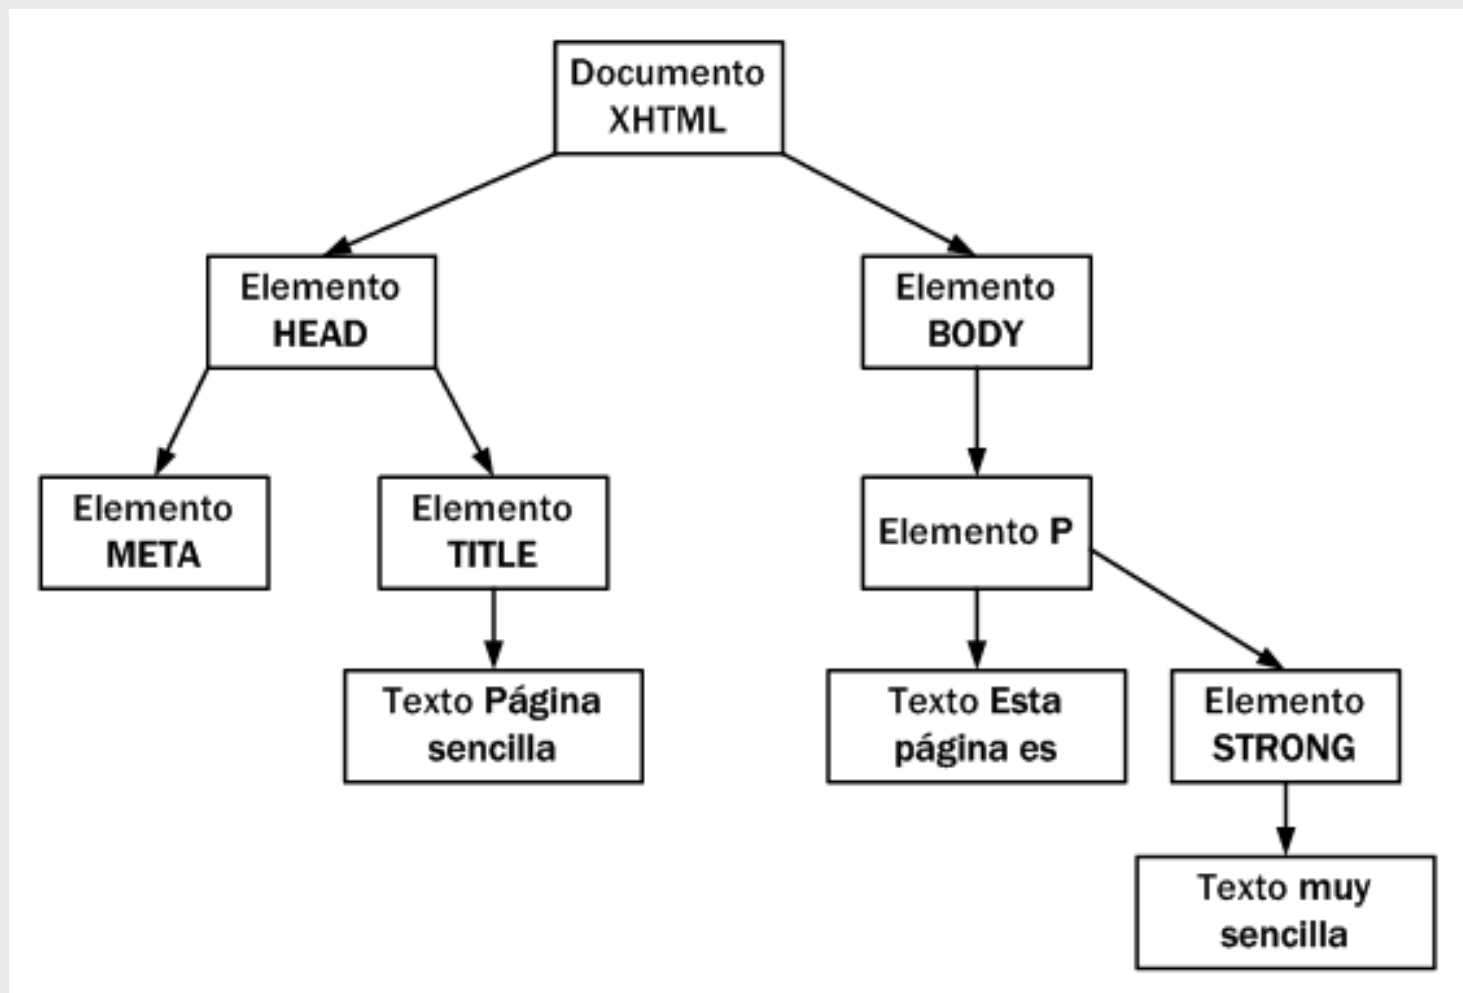 Documento
XHTML
Elemento
HEAD
Elemento
BODY
Elemento
META
Elemento
TITLE
Elemento P
Texto Página
sencilla
Texto Esta
página es
Elemento
STRONG
Texto muy
sencilla